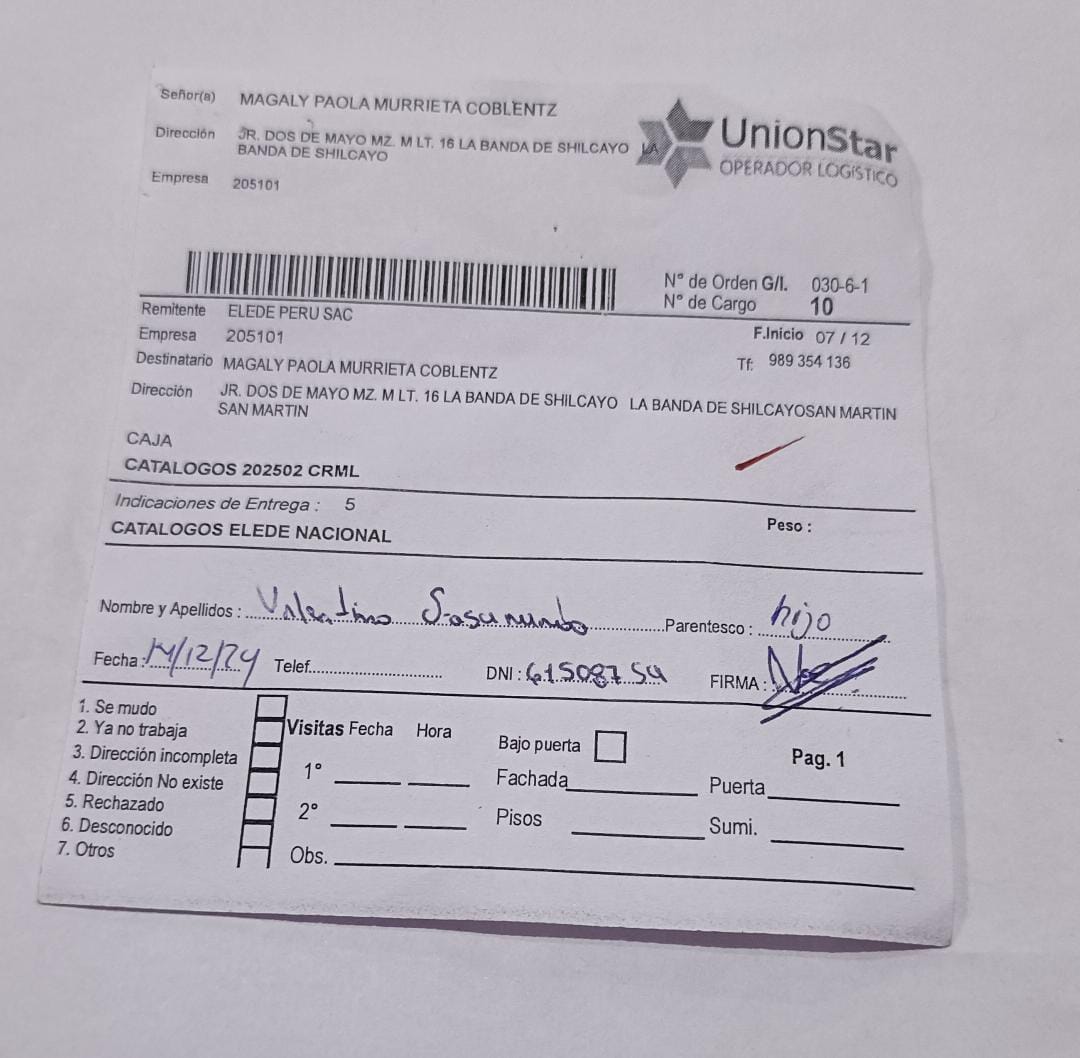 Señor(a) MAGALY PAOLA MURRIETA COBLENTZ
Dirección JR. DOS DE MAYO MZ. M LT. 16 LA BANDA DE SHILCAYO LA
BANDA DE SHILCAYO
Empresa 205101
UnionStar
OPERADOR LOGÍSTICO
N° de Orden G/I. 030-6-1
N° de Cargo 10
Remitente ELEDE PERU SAC
Empresa 205101
F.Inicio 07 / 12
Destinatario MAGALY PAOLA MURRIETA COBLENTZ
Tf: 989 354 136
Dirección JR. DOS DE MAYO MZ. M LT. 16 LA BANDA DE SHILCAYO LA BANDA DE SHILCAYOSAN MARTIN
SAN MARTIN
CAJA
CATALOGOS 202502 CRML
Indicaciones de Entrega : 5
Peso :
CATALOGOS ELEDE NACIONAL
Nombre y Apellidos : Valentino Parentesco : hijo
Fecha : 14/12/24 Telef. DNI : 61508754 FIRMA :
1. Se mudo
2. Ya no trabaja
3. Dirección incompleta
4. Dirección No existe
5. Rechazado
6. Desconocido
7. Otros
Visitas Fecha Hora
1°
2°
Obs.
Bajo puerta
Fachada
Pisos
Pag. 1
Puerta
Sumi.